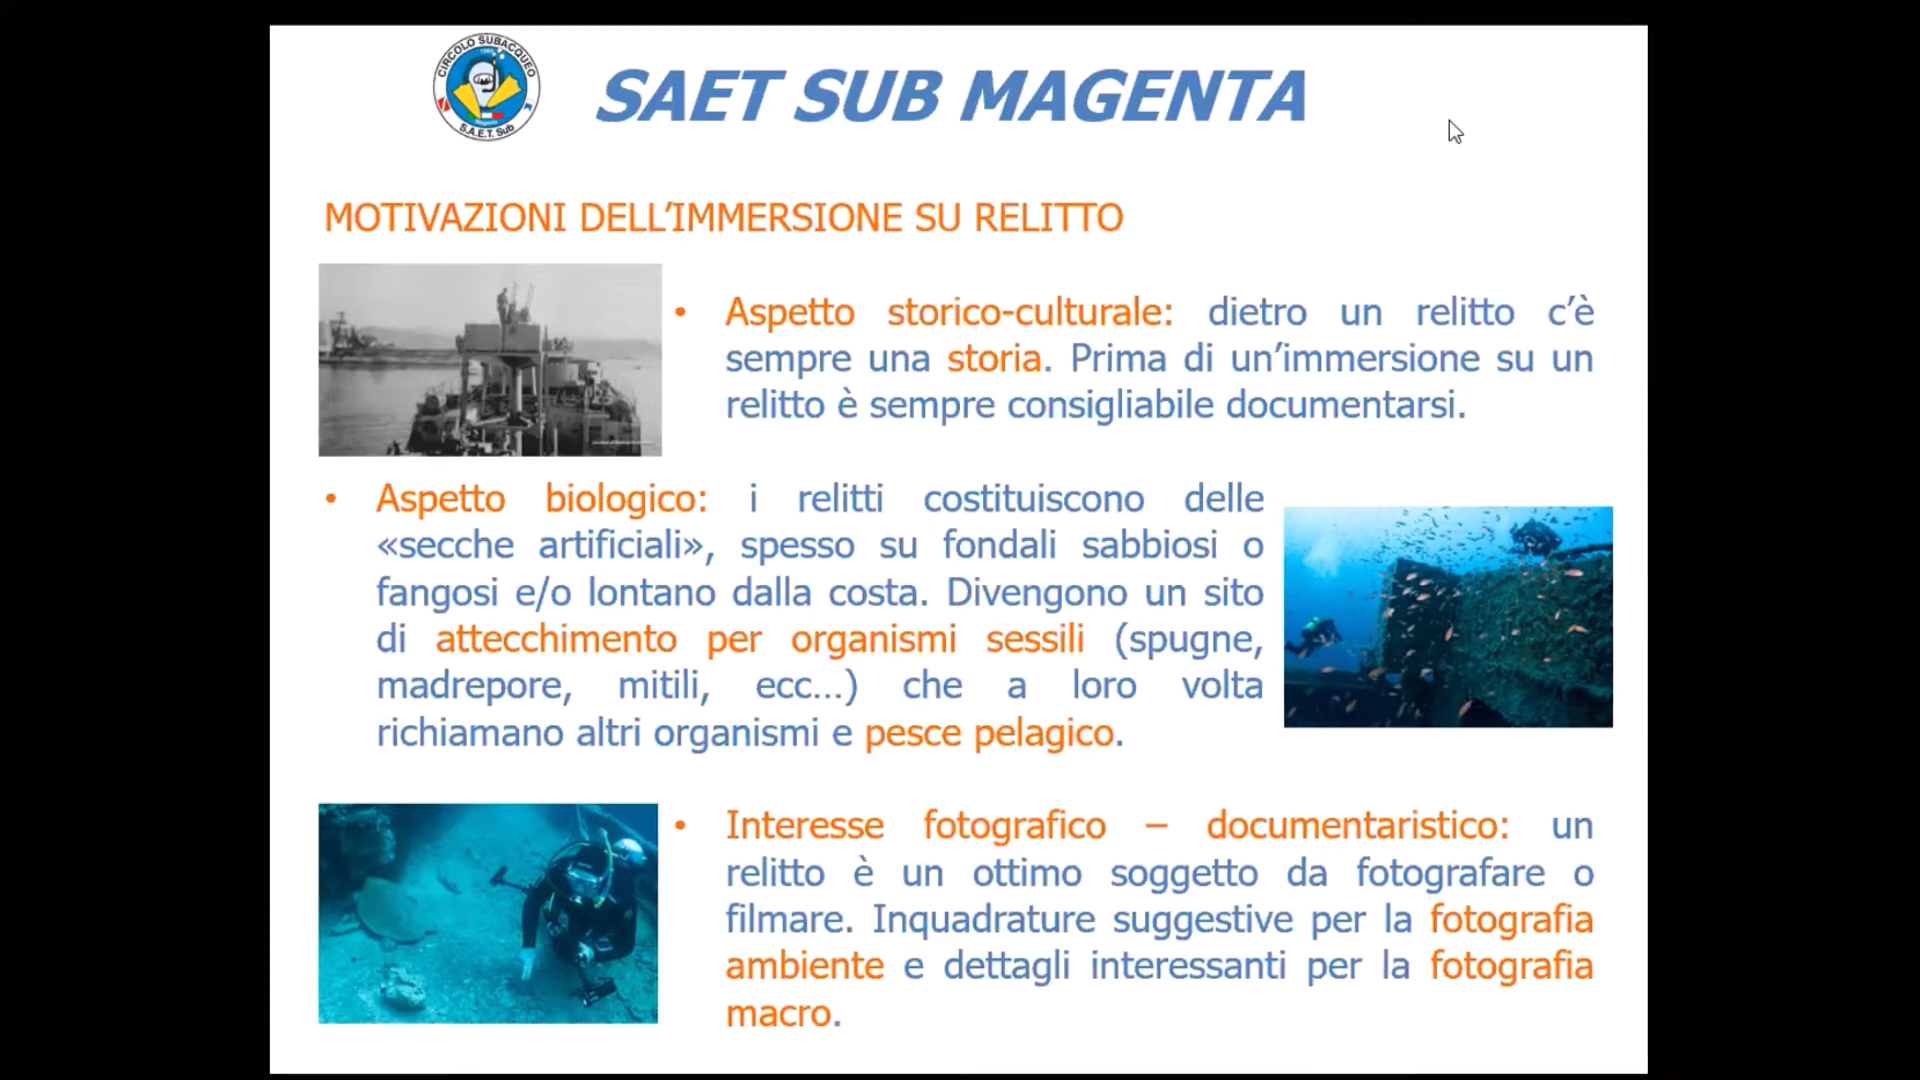 CIRCOLO SUBACQUEO
S.A.E.T. Sub
SAET SUB MAGENTA
MOTIVAZIONI DELL’IMMERSIONE SU RELITTO
• Aspetto storico-culturale: dietro un relitto c’è
sempre una storia. Prima di un’immersione su un
relitto è sempre consigliabile documentarsi.
• Aspetto biologico: i relitti costituiscono delle
«secche artificiali», spesso su fondali sabbiosi o
fangosi e/o lontano dalla costa. Divengono un sito
di attecchimento per organismi sessili (spugne,
madrepore, mitili, ecc…) che a loro volta
richiamano altri organismi e pesce pelagico.
• Interesse fotografico – documentaristico: un
relitto è un ottimo soggetto da fotografare o
filmare. Inquadrature suggestive per la fotografia
ambiente e dettagli interessanti per la fotografia
macro.